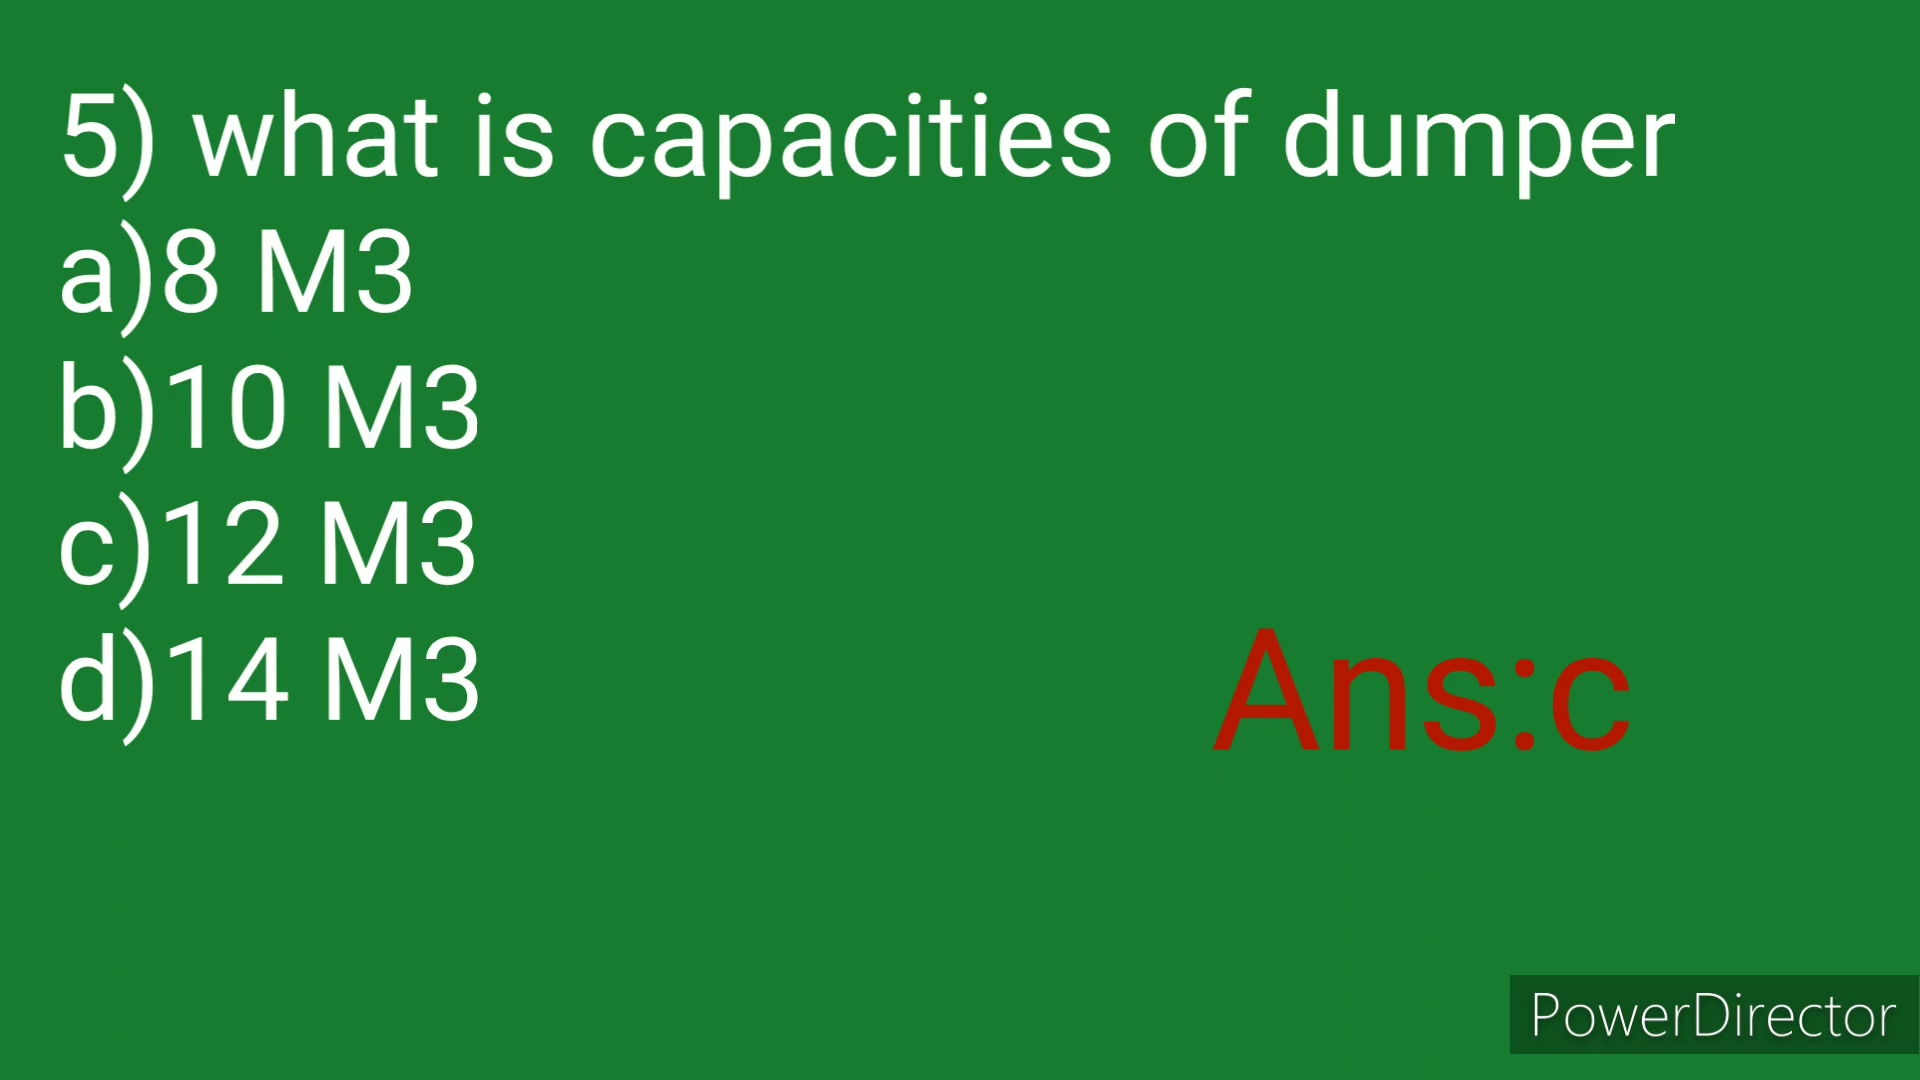 5) what is capacities of dumper
a)8 M3
b)10 M3
c)12 M3
d)14 M3
Ans:c
PowerDirector